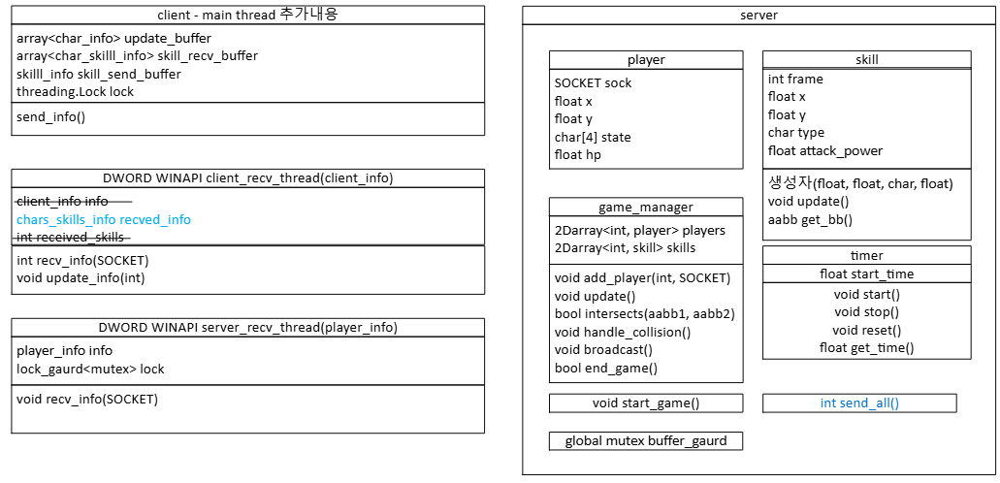 client - main thread 추가내용
array<char_info> update_buffer
array<char_skilll_info> skill_recv_buffer
skilll_info skill_send_buffer
threading.Lock lock
send_info()
DWORD WINAPI client_recv_thread(client_info)
client_info info
chars_skills_info recved_info
int received_skills
int recv_info(SOCKET)
void update_info(int)
DWORD WINAPI server_recv_thread(player_info)
player_info info
lock_gaurd<mutex> lock
void recv_info(SOCKET)
server
player
SOCKET sock
float x
float y
char[4] state
float hp
skill
int frame
float x
float y
char type
float attack_power
생성자(float, float, char, float)
void update()
aabb get_bb()
game_manager
2Darray<int, player> players
2Darray<int, skill> skills
void add_player(int, SOCKET)
void update()
bool intersects(aabb1, aabb2)
void handle_collision()
void broadcast()
bool end_game()
timer
float start_time
void start()
void stop()
void reset()
float get_time()
void start_game()
int send_all()
global mutex buffer_gaurd